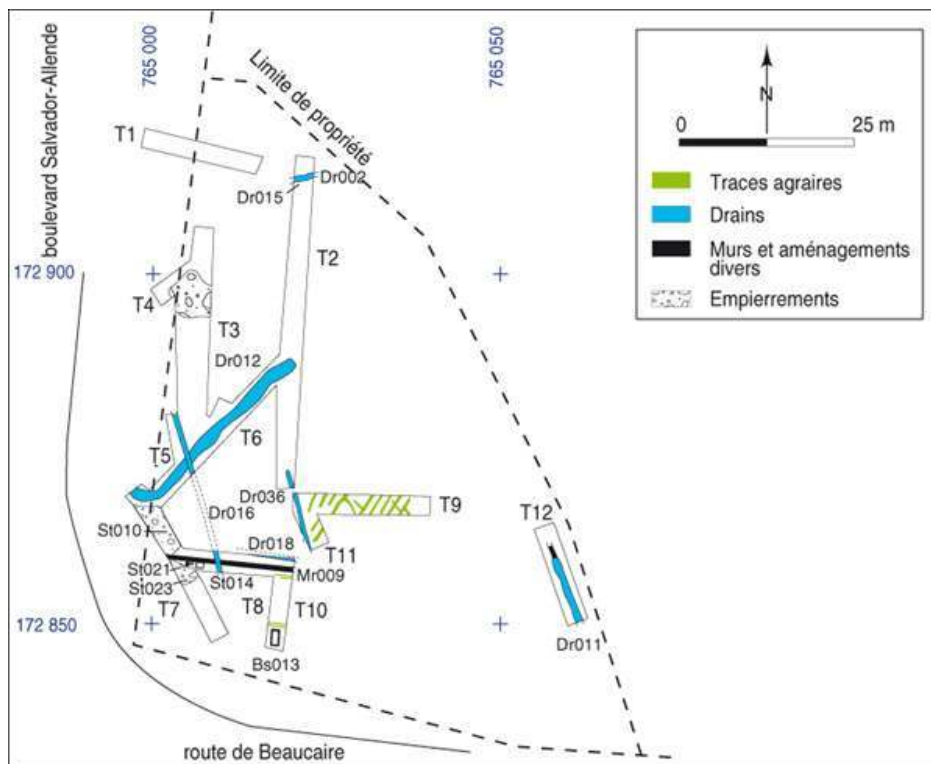 boulevard Salvador-Allende
765 000
765 050
Limite de propriété
N
0
25 m
Traces agraires
Drains
Murs et aménagements
divers
Empierrements
T1
Dr002
Dr015
T2
172 900
T4
T3
Dr012
T6
T5
Dr036
T9
Dr016
T12
St010
Dr018
T11
St021
St014
Mr009
St023
T7
T8
T10
172 850
Dr011
Bs013
route de Beaucaire